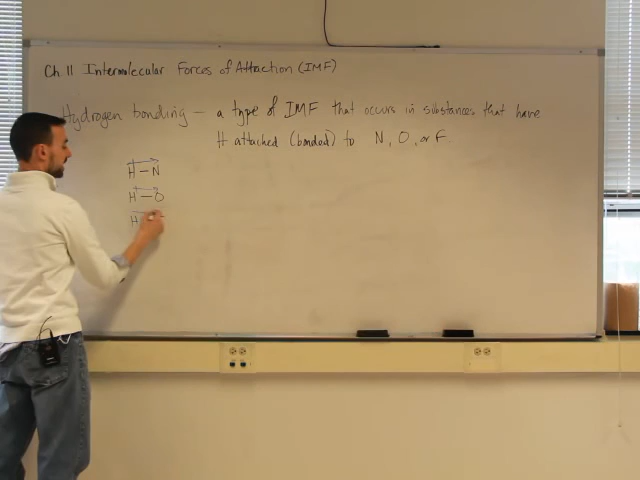 Ch 11 Intermolecular Forces of Attraction (IMF)
Hydrogen bonding – a type of IMF that occurs in substances that have
H attached (bonded) to N, O, or F.
H – N
H – O
H